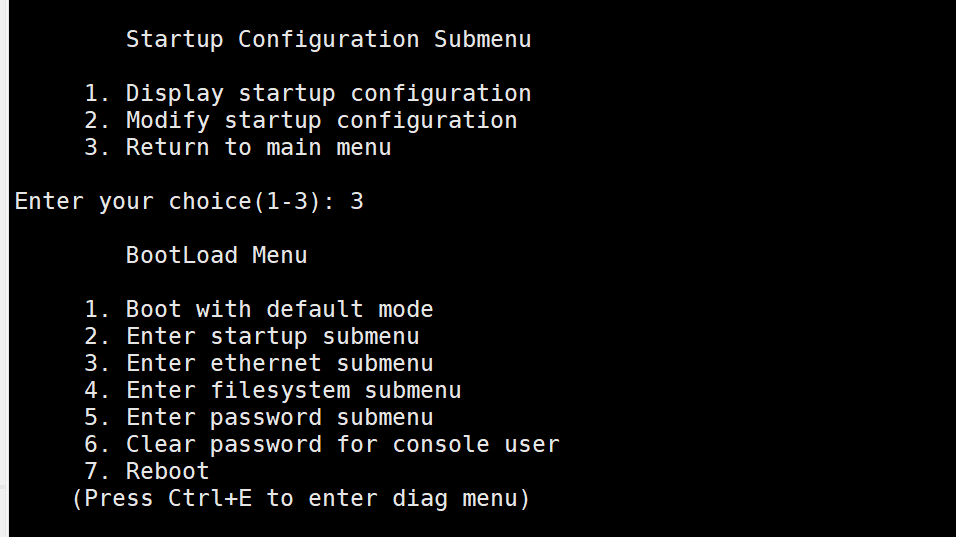 Startup Configuration Submenu
1. Display startup configuration
2. Modify startup configuration
3. Return to main menu
Enter your choice(1-3): 3
BootLoad Menu
1. Boot with default mode
2. Enter startup submenu
3. Enter ethernet submenu
4. Enter filesystem submenu
5. Enter password submenu
6. Clear password for console user
7. Reboot
(Press Ctrl+E to enter diag menu)